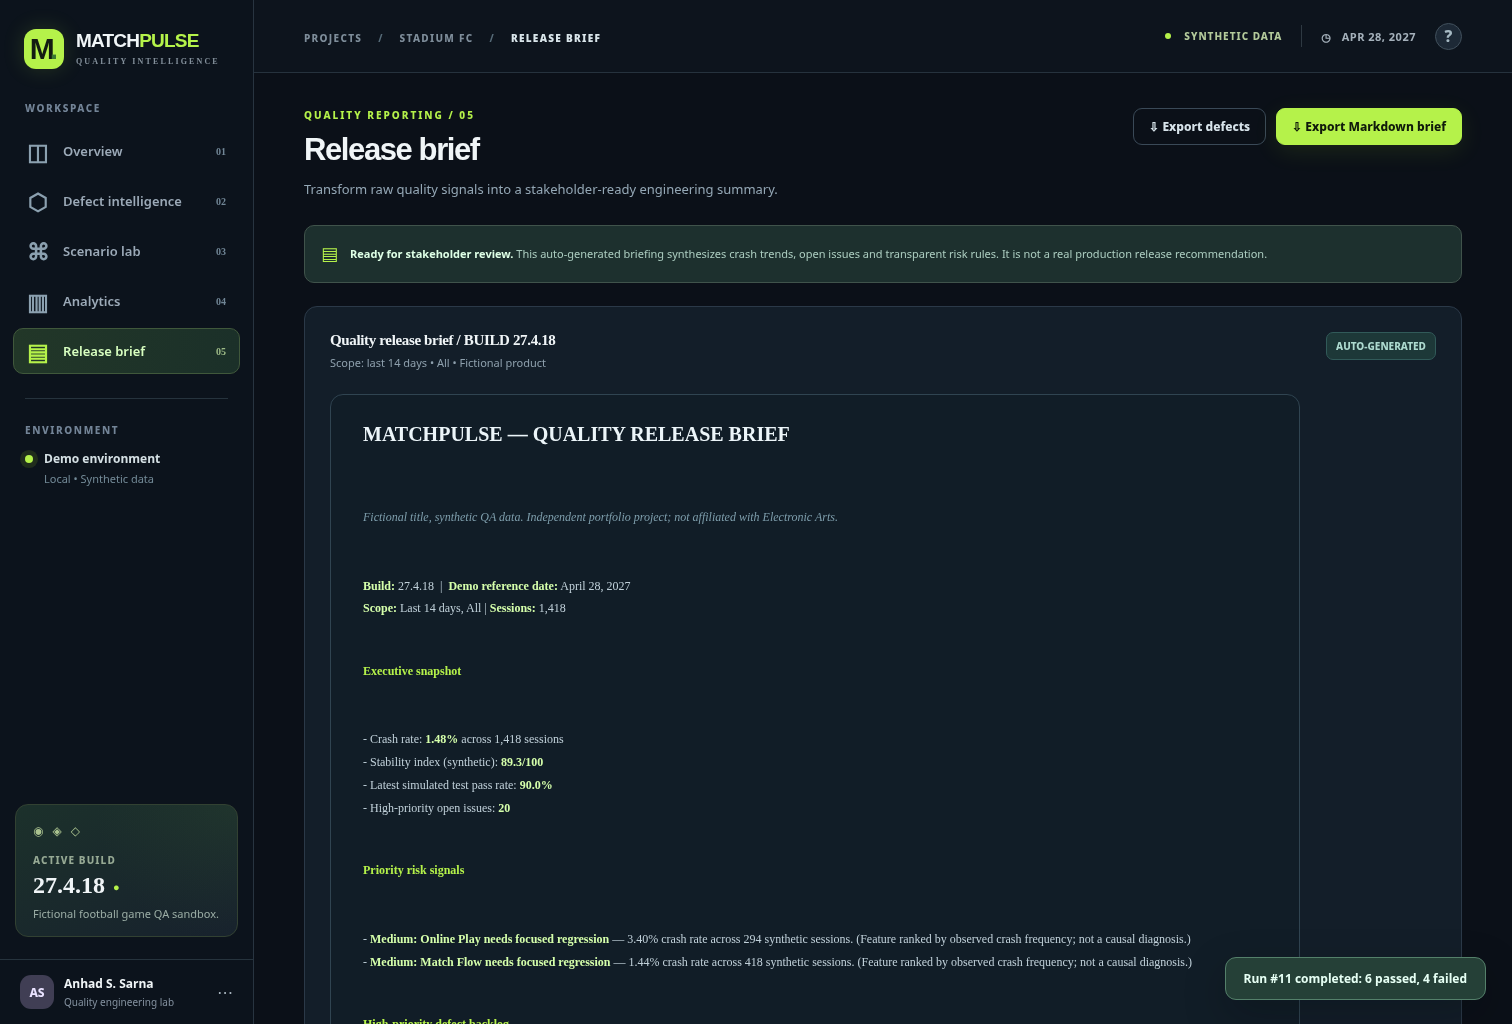 M
MATCHPULSE
QUALITY INTELLIGENCE
WORKSPACE
Overview 01
Defect intelligence 02
Scenario lab 03
Analytics 04
Release brief 05
ENVIRONMENT
Demo environment
Local • Synthetic data
ACTIVE BUILD
27.4.18
Fictional football game QA sandbox.
AS
Anhad S. Sarna
Quality engineering lab
PROJECTS / STADIUM FC / RELEASE BRIEF
SYNTHETIC DATA
APR 28, 2027
?
QUALITY REPORTING / 05
Release brief
Transform raw quality signals into a stakeholder-ready engineering summary.
⇩ Export defects
⇩ Export Markdown brief
Ready for stakeholder review. This auto-generated briefing synthesizes crash trends, open issues and transparent risk rules. It is not a real production release recommendation.
Quality release brief / BUILD 27.4.18
Scope: last 14 days • All • Fictional product
AUTO-GENERATED
MATCHPULSE — QUALITY RELEASE BRIEF
Fictional title, synthetic QA data. Independent portfolio project; not affiliated with Electronic Arts.
Build: 27.4.18 | Demo reference date: April 28, 2027
Scope: Last 14 days, All | Sessions: 1,418
Executive snapshot
- Crash rate: 1.48% across 1,418 sessions
- Stability index (synthetic): 89.3/100
- Latest simulated test pass rate: 90.0%
- High-priority open issues: 20
Priority risk signals
- Medium: Online Play needs focused regression — 3.40% crash rate across 294 synthetic sessions. (Feature ranked by observed crash frequency; not a causal diagnosis.)
- Medium: Match Flow needs focused regression — 1.44% crash rate across 418 synthetic sessions. (Feature ranked by observed crash frequency; not a causal diagnosis.)
High-priority defect backlog
Run #11 completed: 6 passed, 4 failed